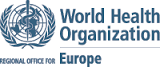 World Health
Organization
REGIONAL OFFICE FOR Europe